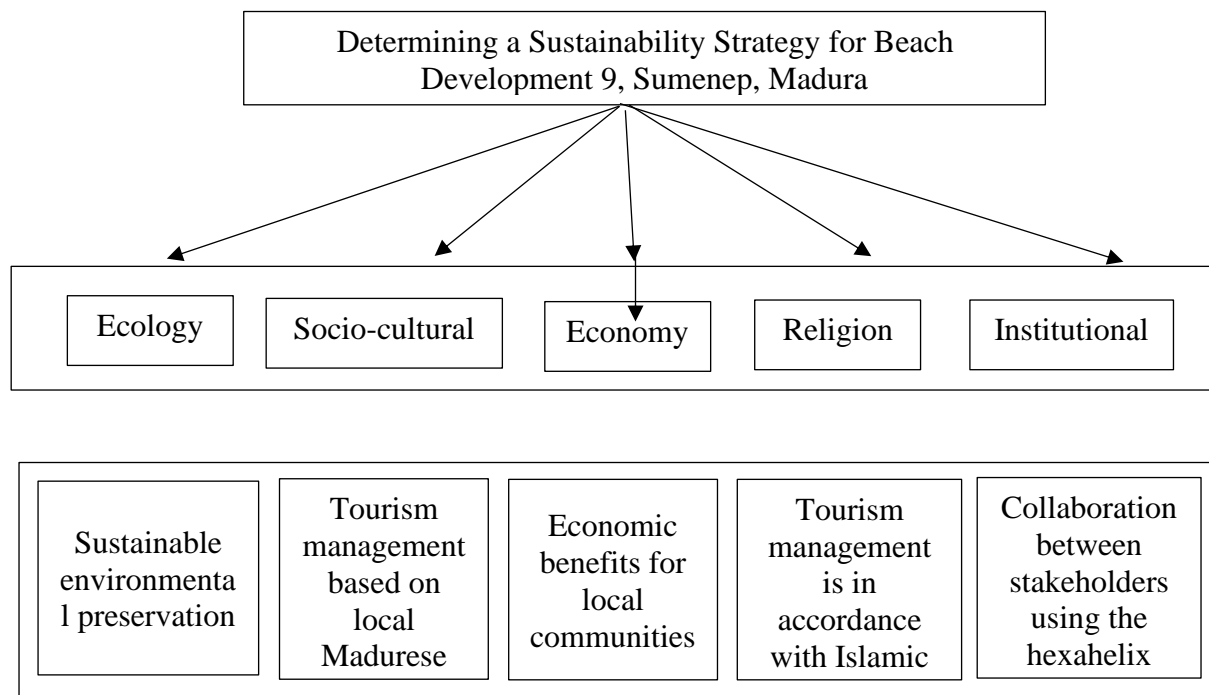 Determining a Sustainability Strategy for Beach
Development 9, Sumenep, Madura
Ecology
Socio-cultural
Economy
Religion
Institutional
Sustainable
environmenta
l preservation
Tourism
management
based on
local
Madurese
Economic
benefits for
local
communities
Tourism
management
is in
accordance
with Islamic
Collaboration
between
stakeholders
using the
hexahelix